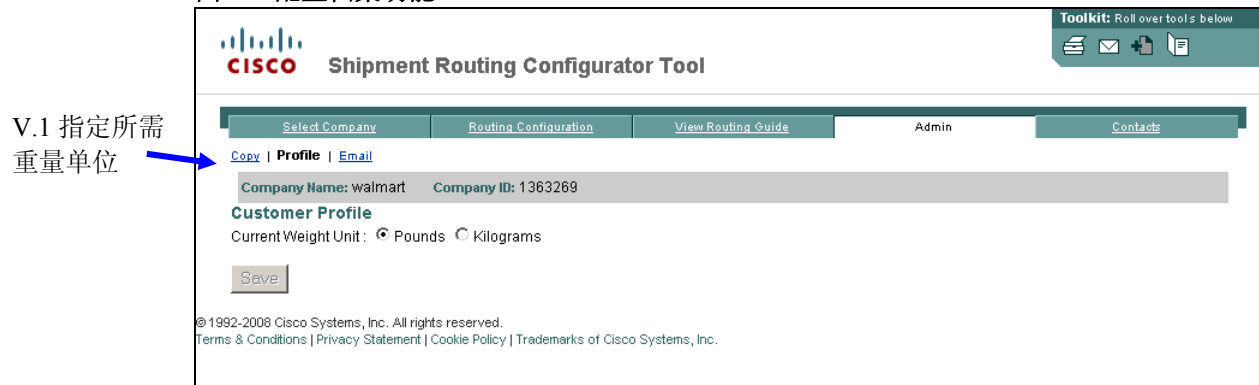 Toolkit: Roll over tools below
CISCO
Shipment Routing Configurator Tool
V.1 指定所需
重量单位
Select Company
Routing Configuration
View Routing Guide
Admin
Contacts
Copy | Profile | Email
Company Name: walmart Company ID: 1363269
Customer Profile
Current Weight Unit : Pounds Kilograms
Save
©1992-2008 Cisco Systems, Inc. All rights reserved.
Terms & Conditions | Privacy Statement | Cookie Policy | Trademarks of Cisco Systems, Inc.